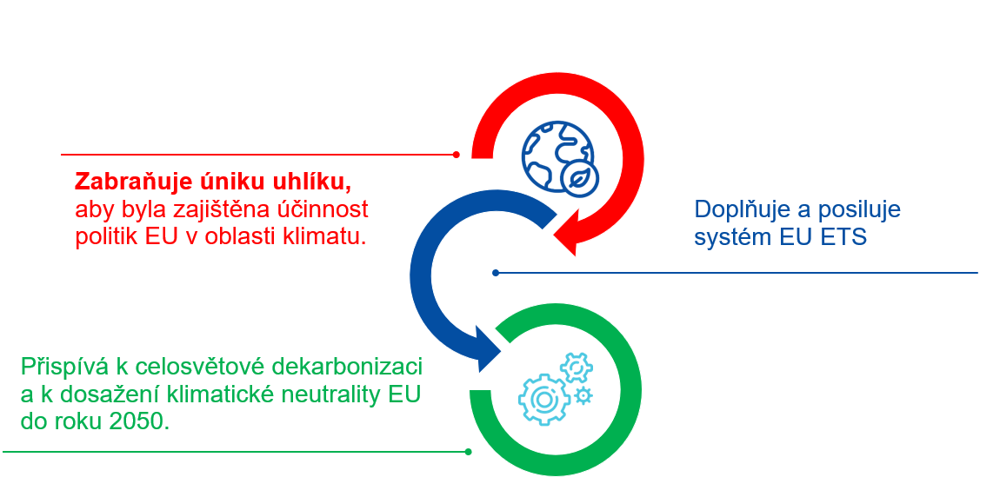 Zabraňuje úniku uhlíku,
aby byla zajištěna účinnost
politik EU v oblasti klimatu.
Doplňuje a posiluje
systém EU ETS
Přispívá k celosvětové dekarbonizaci
a k dosažení klimatické neutrality EU
do roku 2050.